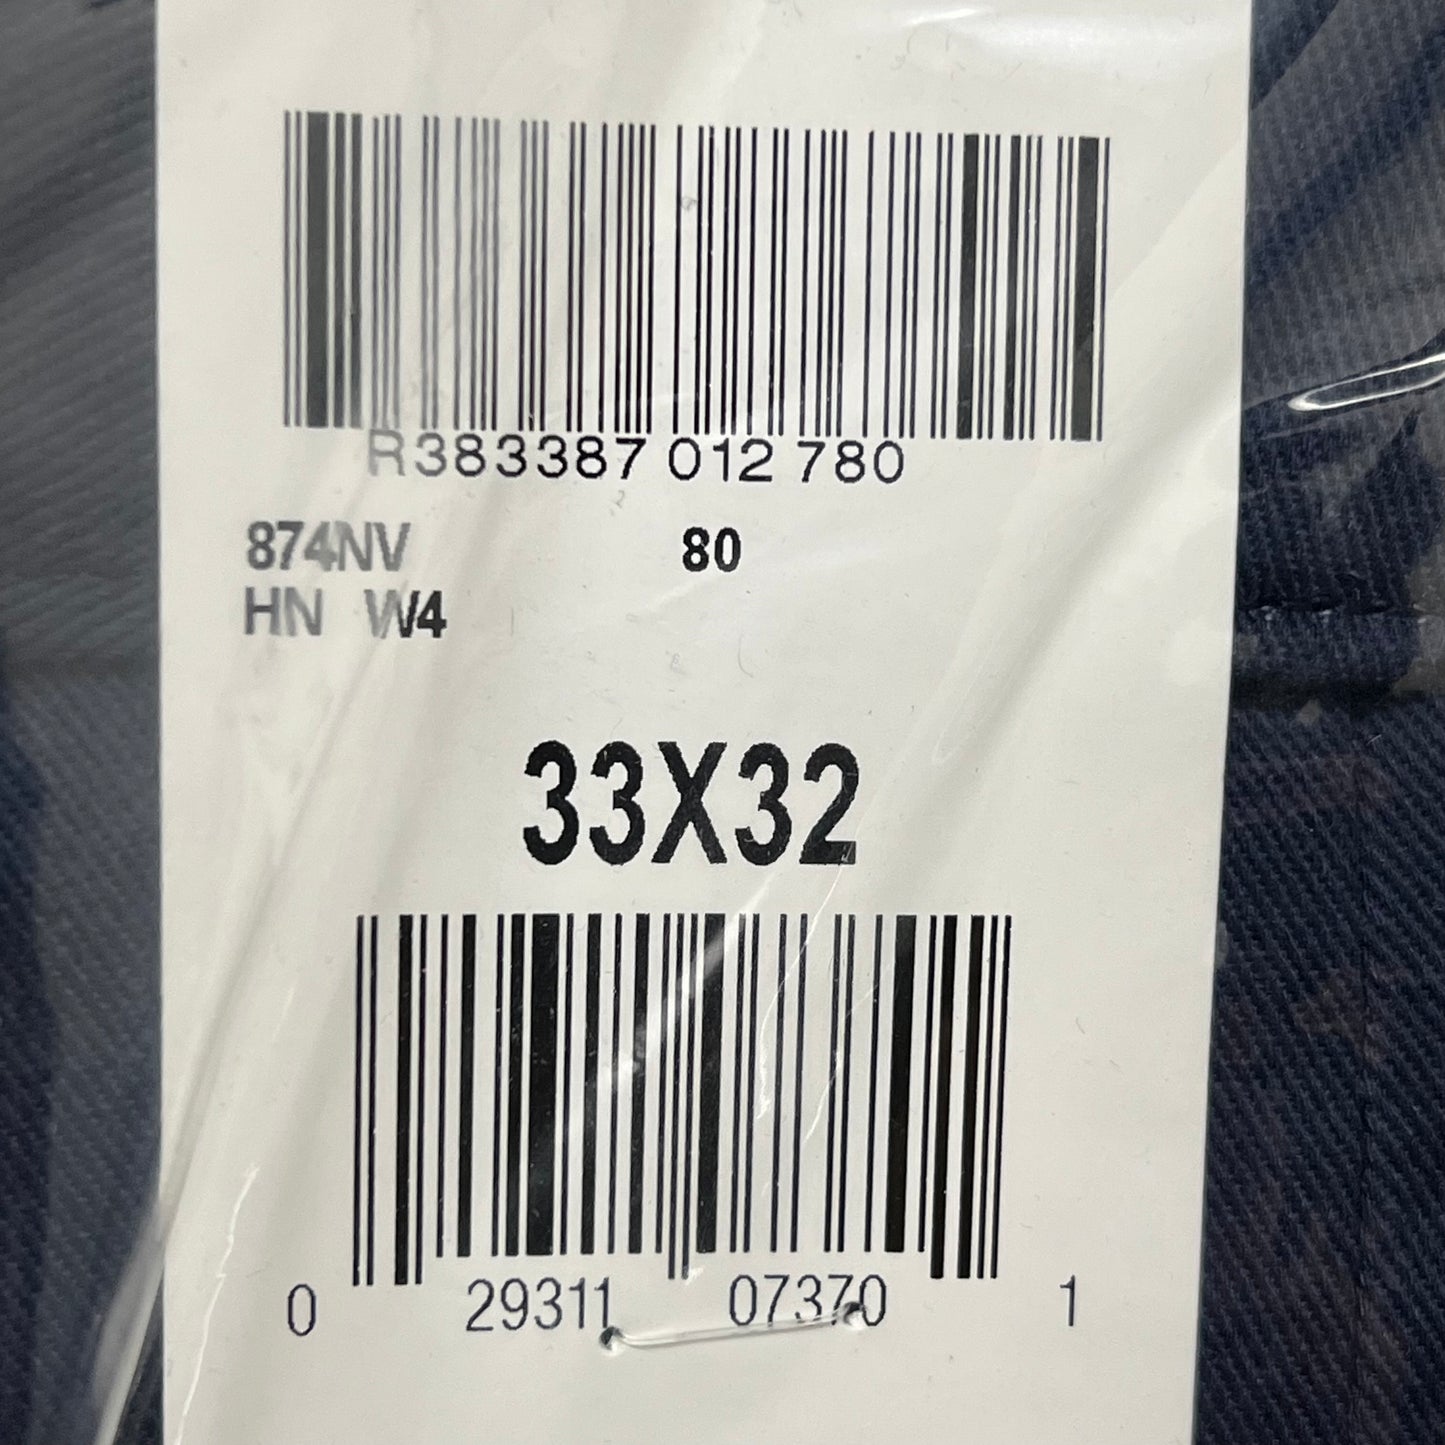 R383387 012 780
874NV 80
HN W4
33X32
0 29311 07370 1